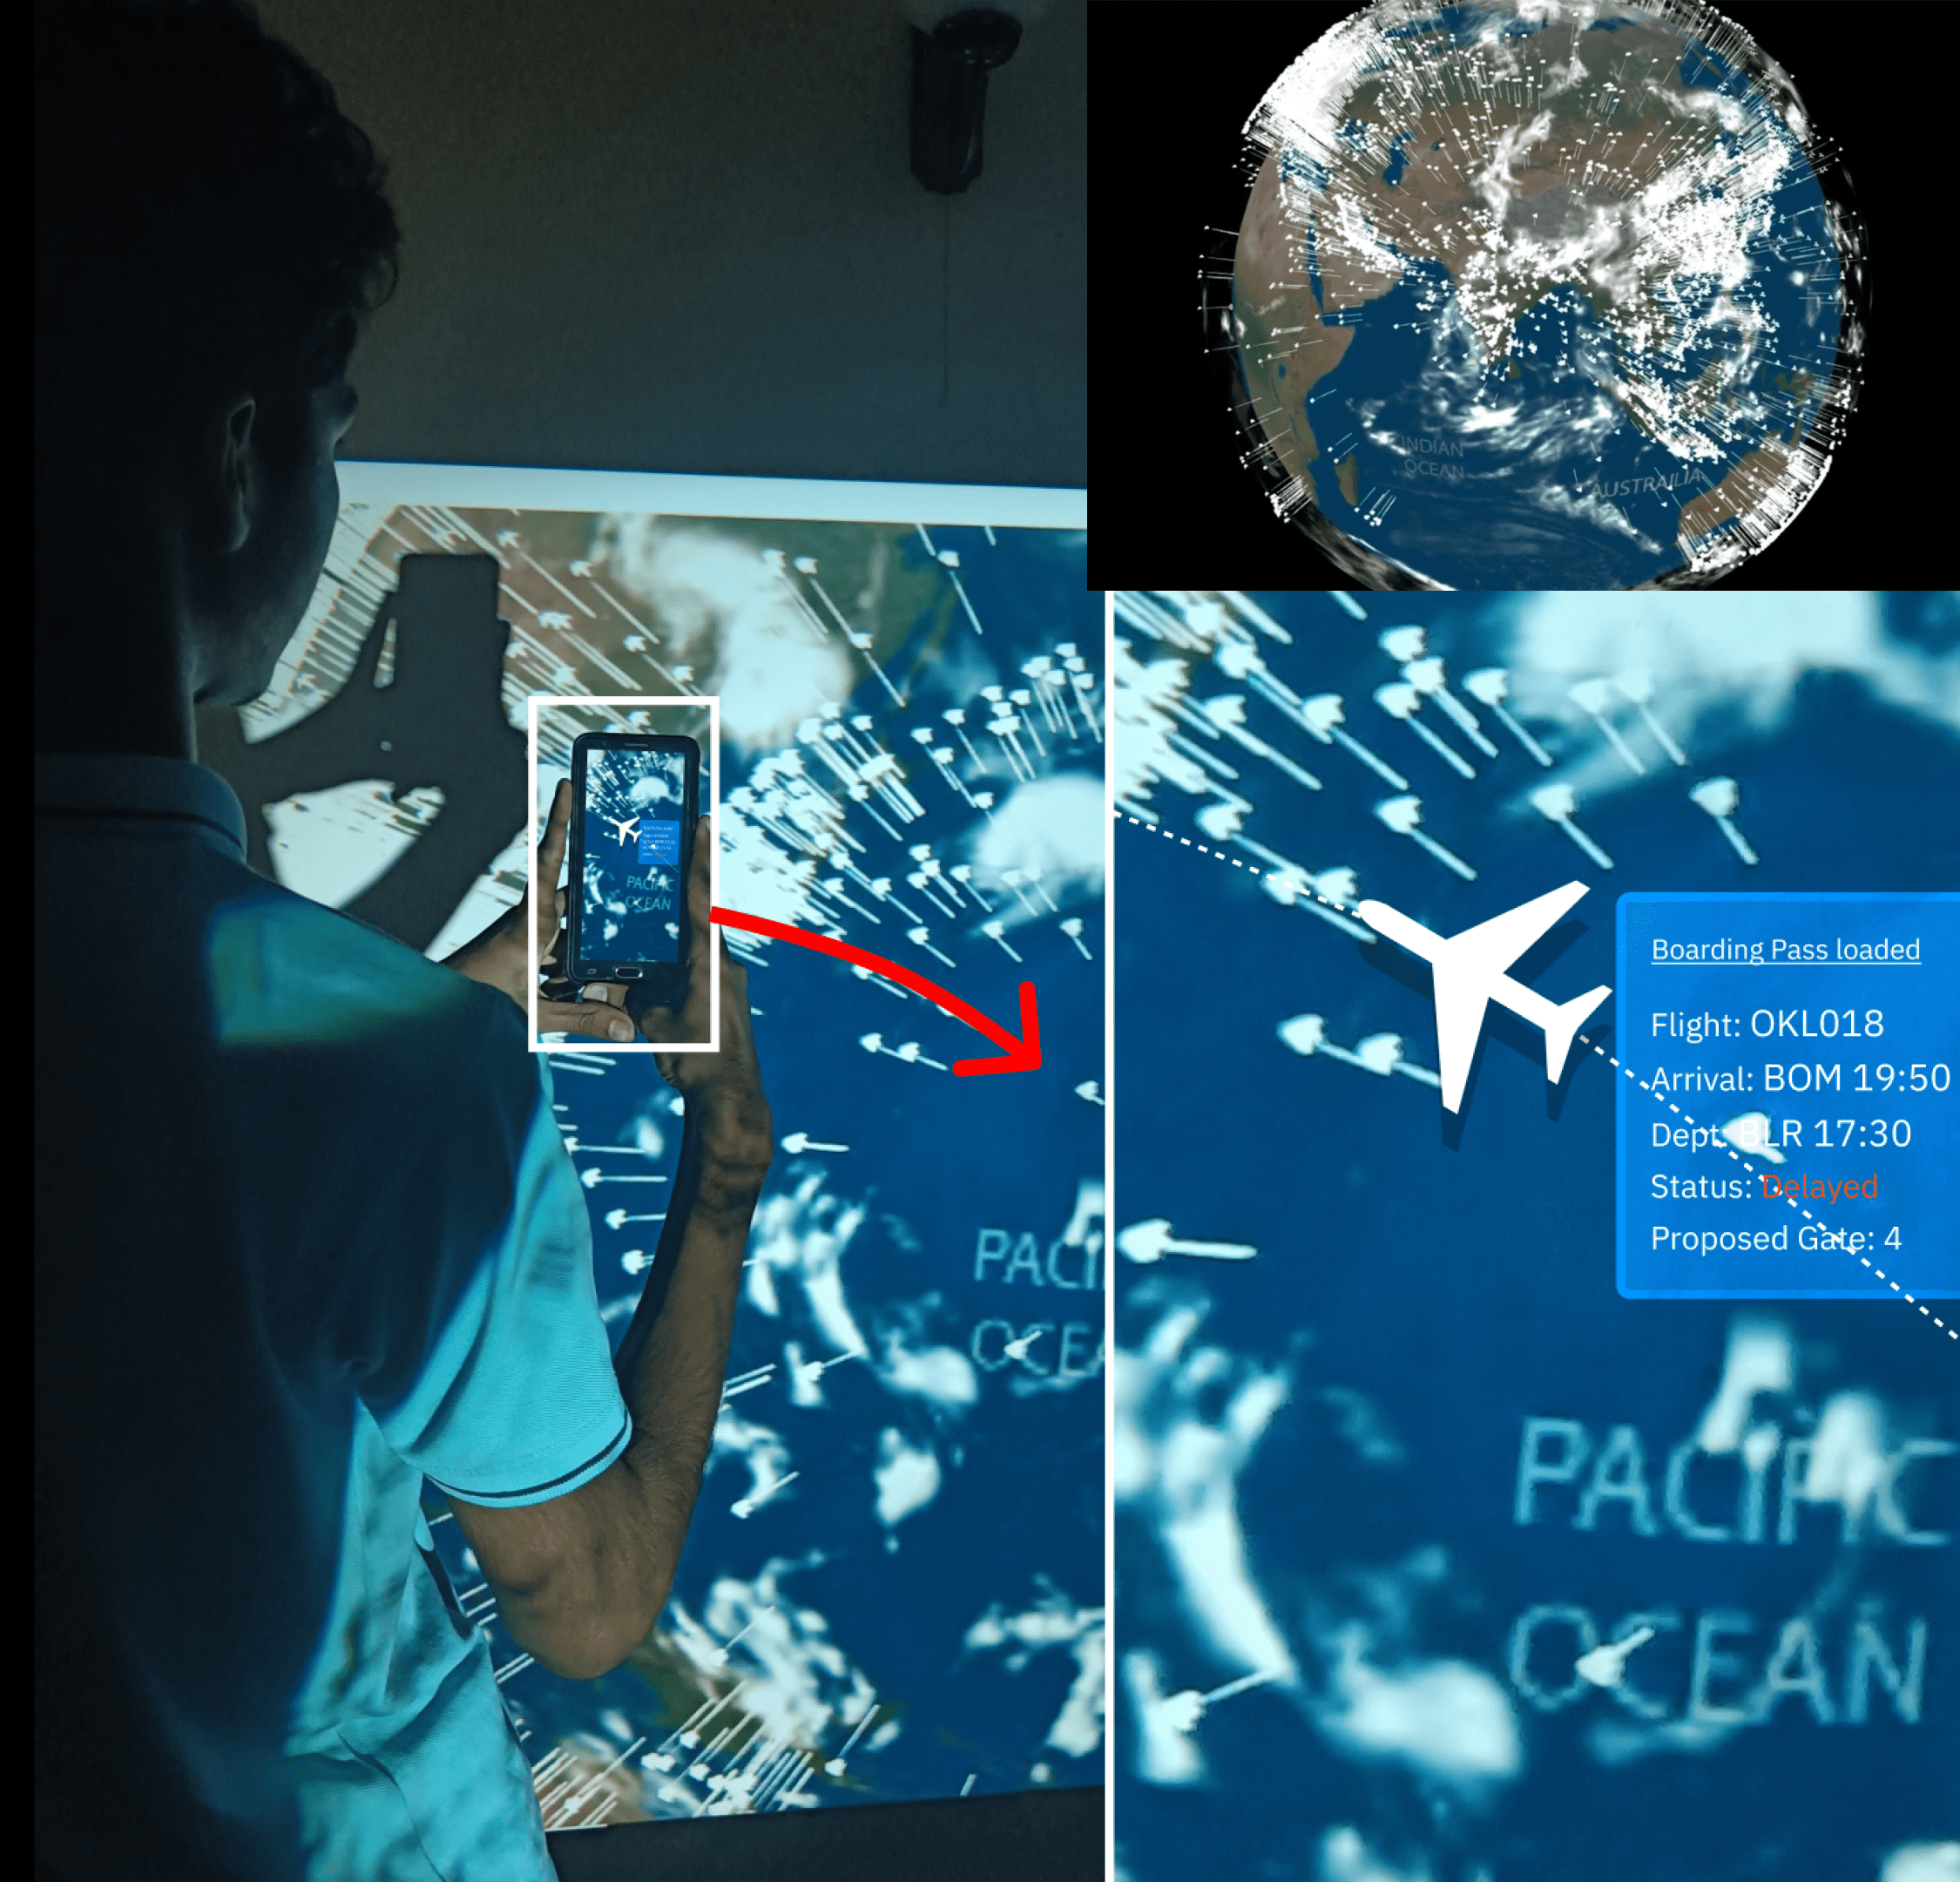 INDIAN
OCEAN
AUSTRAILIA
PACIFIC
OCEAN
PACI
OCEA
Boarding Pass loaded
Flight: OKL018
Arrival: BOM 19:50
Dept: BLR 17:30
Status: Delayed
Proposed Gate: 4
PACIFIC
OCEAN